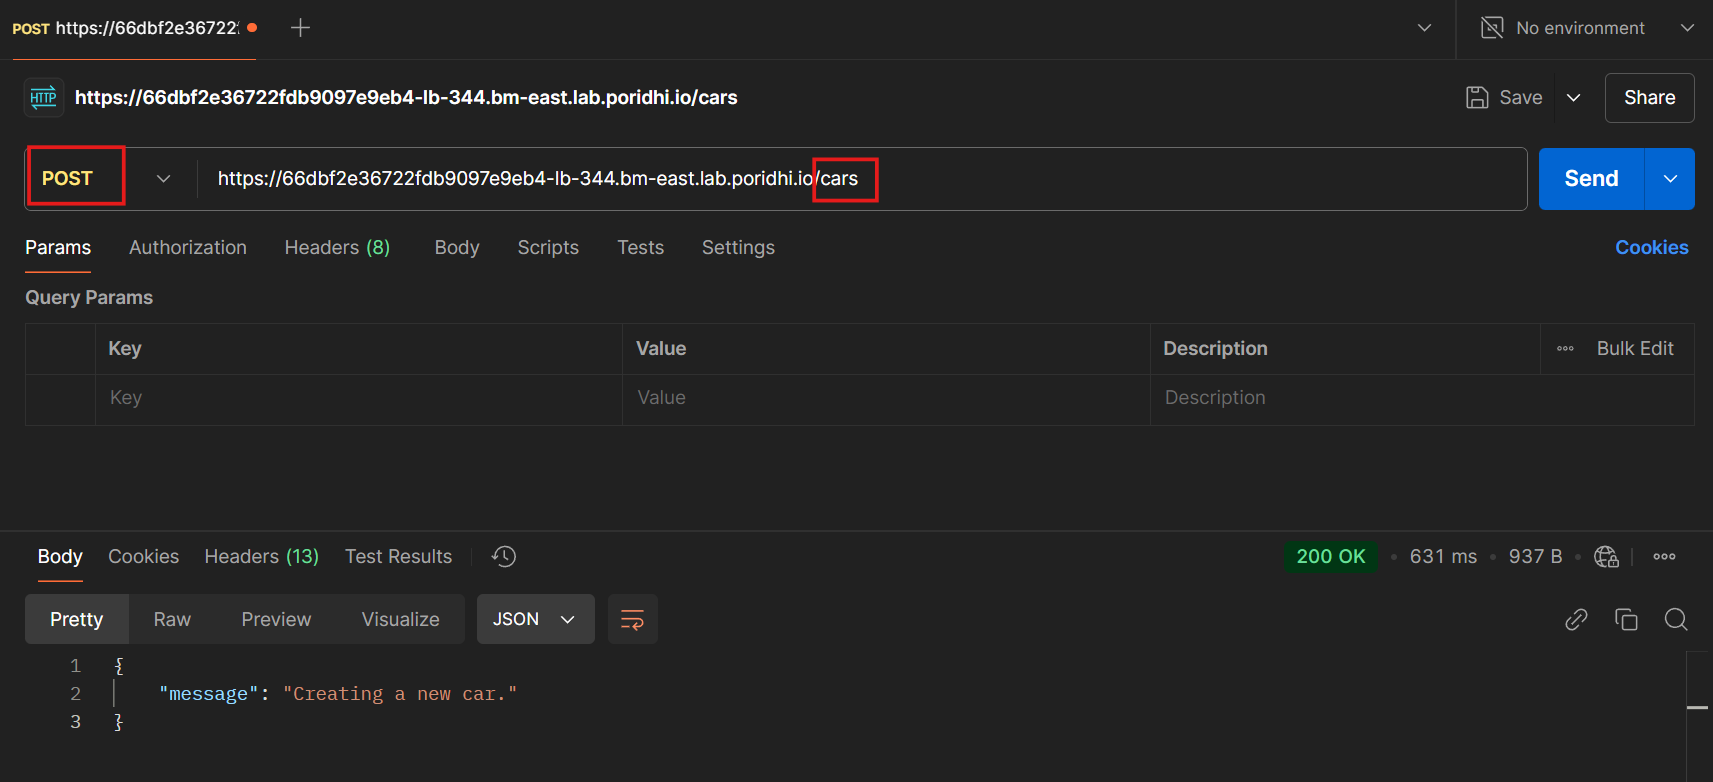 POST https://66dbf2e36722
No environment
HTTP https://66dbf2e36722fdb9097e9eb4-lb-344.bm-east.lab.poridhi.io/cars Save Share
POST https://66dbf2e36722fdb9097e9eb4-lb-344.bm-east.lab.poridhi.io/cars Send
Params Authorization Headers (8) Body Scripts Tests Settings Cookies
Query Params
Key Value Description Bulk Edit
Key Value Description
Body Cookies Headers (13) Test Results 200 OK • 631 ms • 937 B
Pretty Raw Preview Visualize JSON
1 {
2 "message": "Creating a new car."
3 }